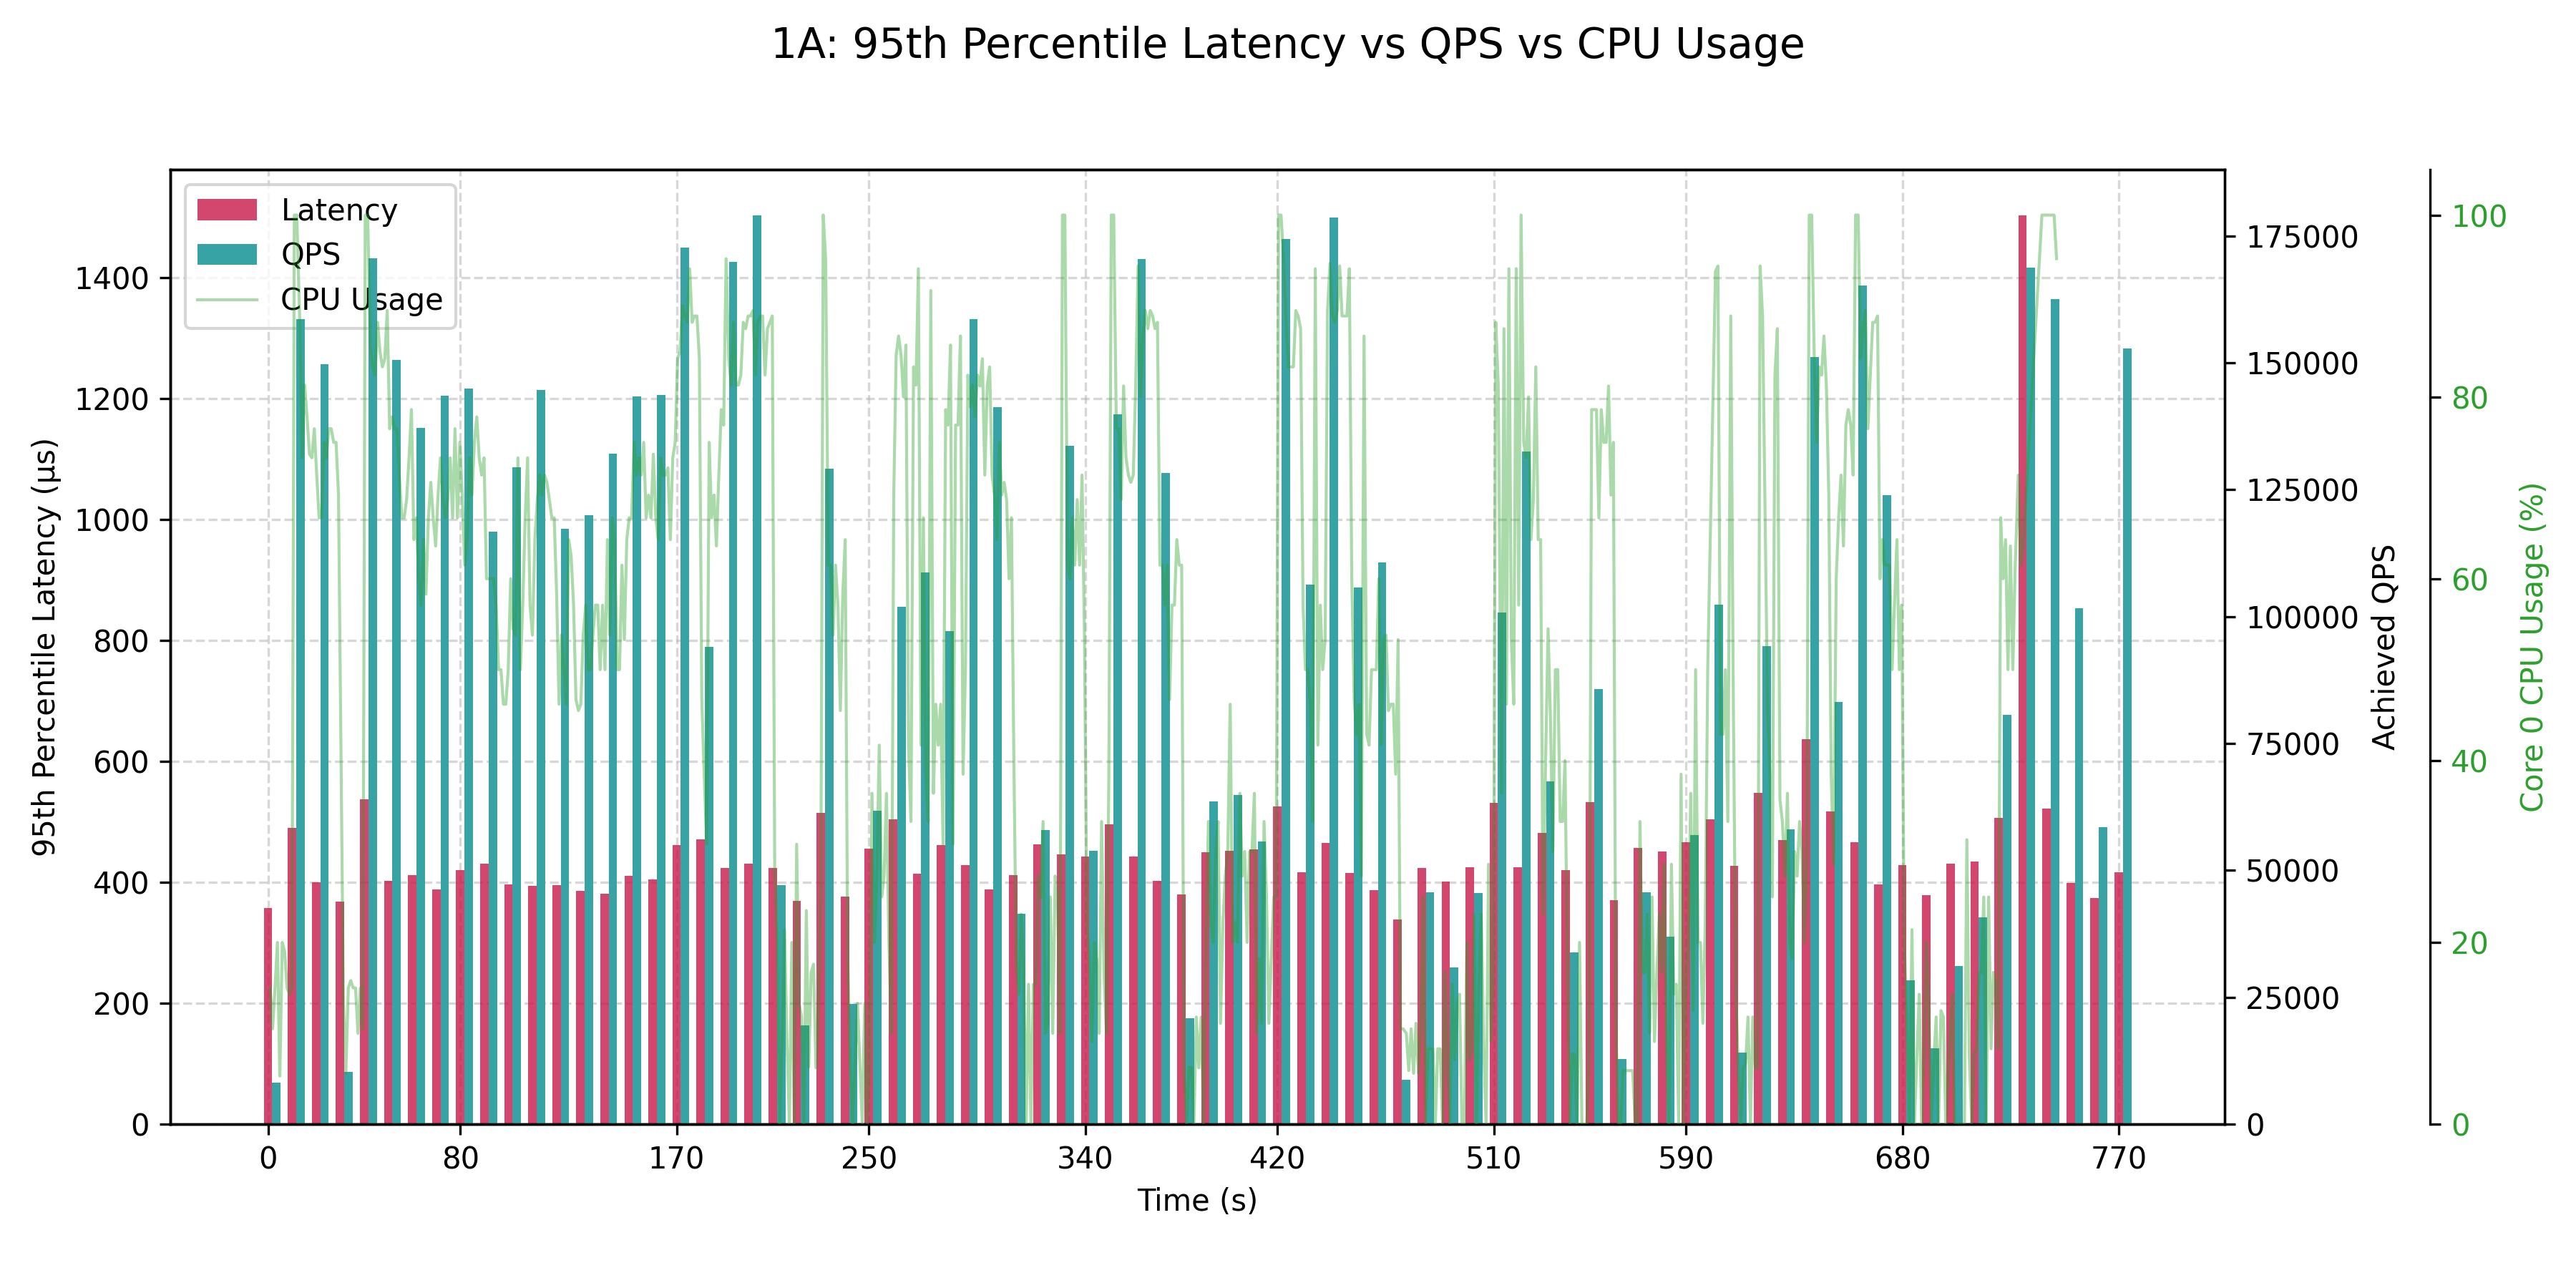 1A: 95th Percentile Latency vs QPS vs CPU Usage
Latency
QPS
CPU Usage
95th Percentile Latency (µs)
1400
1200
1000
800
600
400
200
0
175000
150000
125000
100000
75000
50000
25000
0
Achieved QPS
100
80
60
40
20
0
Core 0 CPU Usage (%)
0 80 170 250 340 420 510 590 680 770
Time (s)